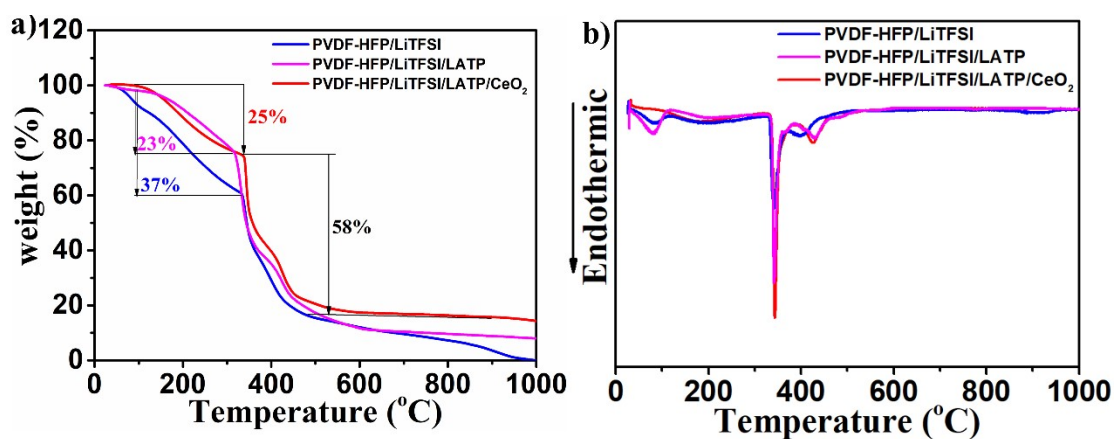 a)
PVDF-HFP/LiTFSI
PVDF-HFP/LiTFSI/LATP
PVDF-HFP/LiTFSI/LATP/CeO₂
120
100
80
60
40
20
0
weight (%)
25%
23%
37%
58%
0 200 400 600 800 1000
Temperature (°C)
b)
PVDF-HFP/LiTFSI
PVDF-HFP/LiTFSI/LATP
PVDF-HFP/LiTFSI/LATP/CeO₂
Endothermic
0 200 400 600 800 1000
Temperature (°C)